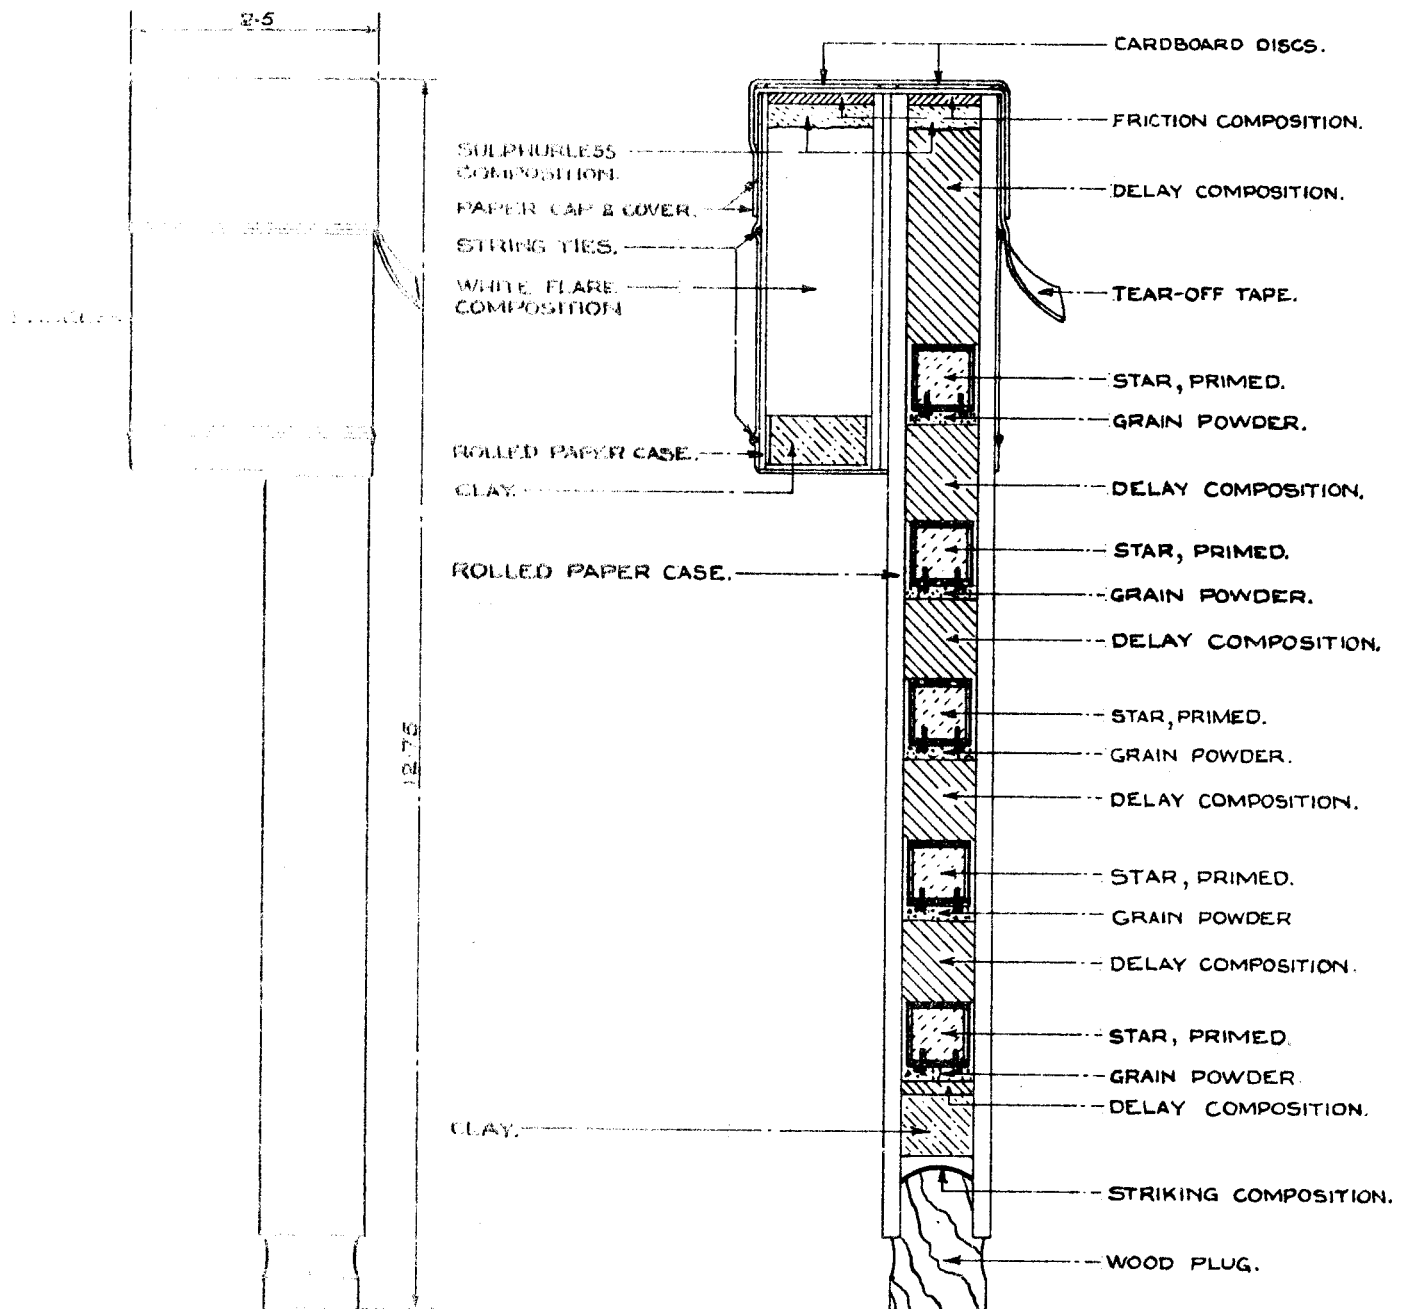 2·5
CARDBOARD DISCS.
FRICTION COMPOSITION.
SULPHURLESS
COMPOSITION.
DELAY COMPOSITION.
PAPER CAP & COVER.
STRING TIES.
WHITE FLARE
COMPOSITION
TEAR-OFF TAPE.
STAR, PRIMED.
GRAIN POWDER.
ROLLED PAPER CASE.
CLAY.
DELAY COMPOSITION.
STAR, PRIMED.
ROLLED PAPER CASE.
GRAIN POWDER.
DELAY COMPOSITION.
STAR, PRIMED.
12·75
GRAIN POWDER.
DELAY COMPOSITION.
STAR, PRIMED.
GRAIN POWDER
DELAY COMPOSITION.
STAR, PRIMED.
GRAIN POWDER.
DELAY COMPOSITION.
CLAY.
STRIKING COMPOSITION.
WOOD PLUG.